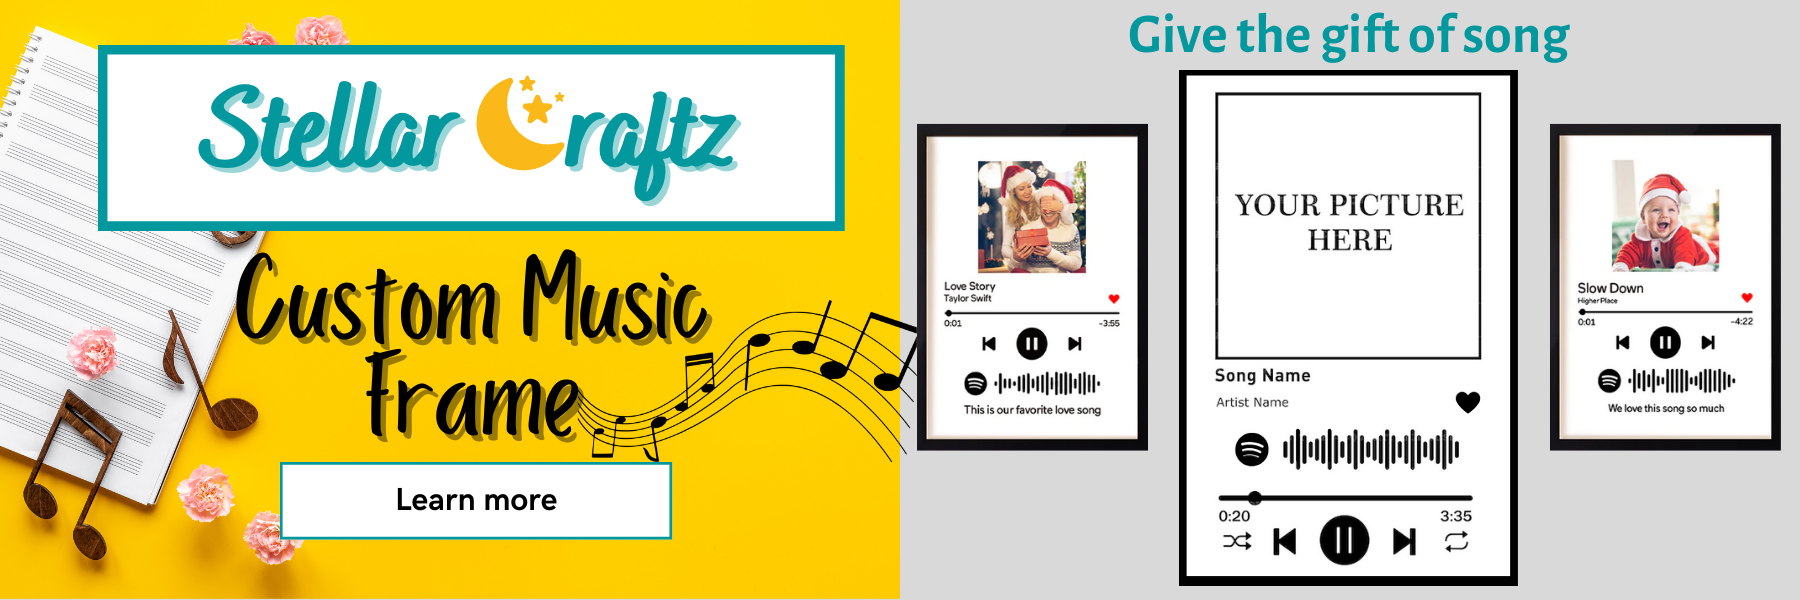 Stellar Craftz
Custom Music
Frame
Learn more
Give the gift of song
Love Story
Taylor Swift
0:01
-3:55
This is our favorite love song
YOUR PICTURE
HERE
Song Name
Artist Name
0:20
3:35
Slow Down
Higher Place
0:01
-4:22
We love this song so much